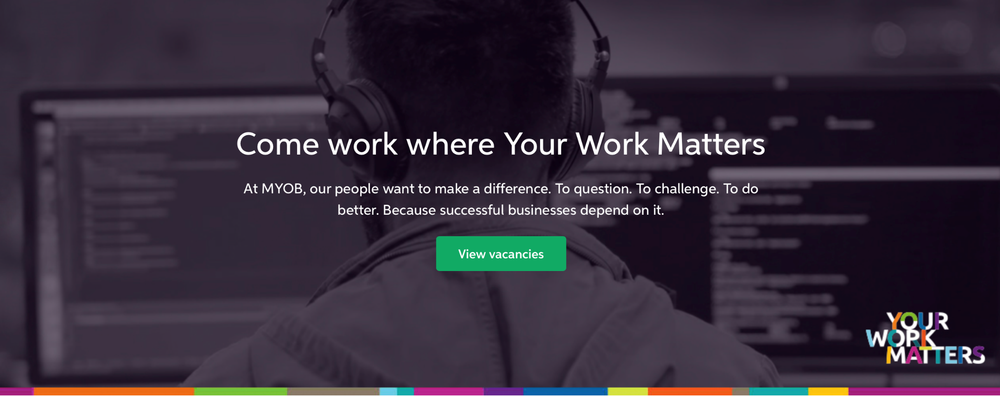 Come work where Your Work Matters
At MYOB, our people want to make a difference. To question. To challenge. To do
better. Because successful businesses depend on it.
View vacancies
YOUR
WORK
MATTERS